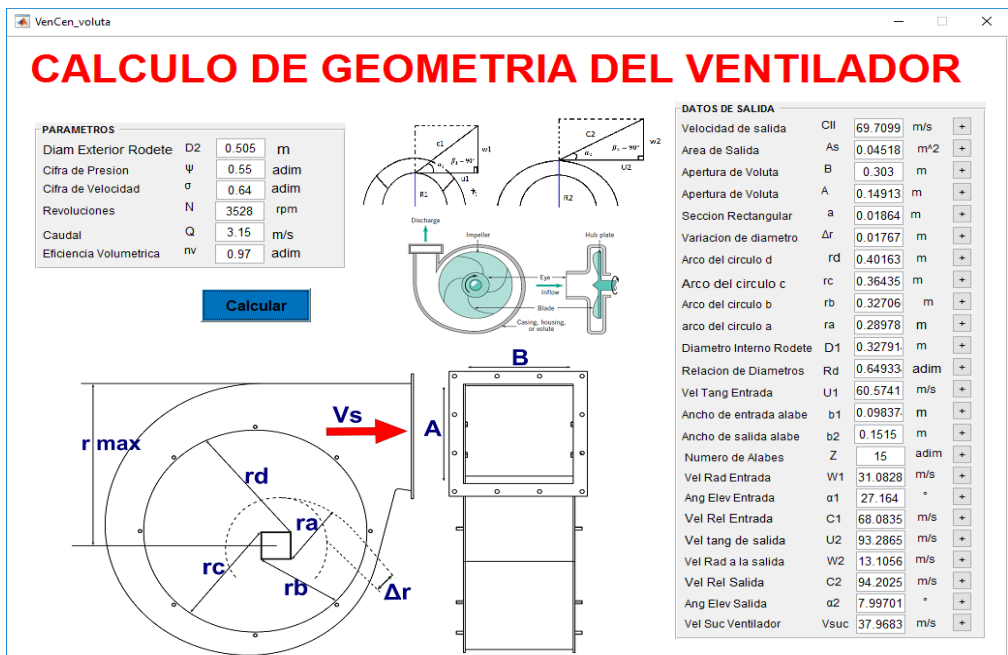 VenCen_voluta
CALCULO DE GEOMETRIA DEL VENTILADOR
PARAMETROS
Diam Exterior Rodete D2 0.505 m
Cifra de Presion Ψ 0.55 adim
Cifra de Velocidad σ 0.64 adim
Revoluciones N 3528 rpm
Caudal Q 3.15 m/s
Eficiencia Volumetrica nv 0.97 adim
Calcular
c1 w1 α₁ β₁ − 90° u1 R1
C2 w2 α₂ β₂ − 90° U2 R2
Discharge
Impeller
Hub plate
Eye
Inflow
Blade
Casing, housing,
or volute
B
A
Vs
r max
rd
ra
rc
rb
Δr
DATOS DE SALIDA
Velocidad de salida CII 69.7099 m/s +
Area de Salida As 0.04518 m^2 +
Apertura de Voluta B 0.303 m +
Apertura de Voluta A 0.14913 m +
Seccion Rectangular a 0.01864 m +
Variacion de diametro Δr 0.01767 m +
Arco del circulo d rd 0.40163 m +
Arco del circulo c rc 0.36435 m +
Arco del circulo b rb 0.32706 m +
arco del circulo a ra 0.28978 m +
Diametro Interno Rodete D1 0.32791 m +
Relacion de Diametros Rd 0.64933 adim +
Vel Tang Entrada U1 60.5741 m/s +
Ancho de entrada alabe b1 0.09837 m +
Ancho de salida alabe b2 0.1515 m +
Numero de Alabes Z 15 adim +
Vel Rad Entrada W1 31.0828 m/s +
Ang Elev Entrada α1 27.164 ° +
Vel Rel Entrada C1 68.0835 m/s +
Vel tang de salida U2 93.2865 m/s +
Vel Rad a la salida W2 13.1056 m/s +
Vel Rel Salida C2 94.2025 m/s +
Ang Elev Salida α2 7.99701 ° +
Vel Suc Ventilador Vsuc 37.9683 m/s +